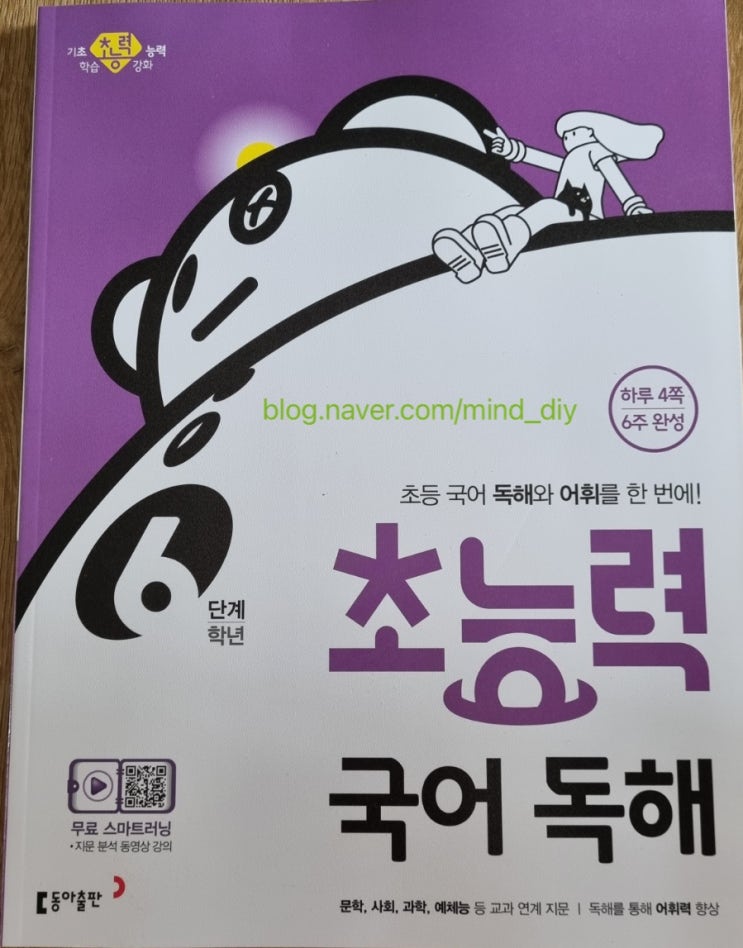 기초 초능력 능력
학습 강화
blog.naver.com/mind_diy
하루 4쪽
6주 완성
초등 국어 독해와 어휘를 한 번에!
초능력
국어 독해
6
단계
학년
무료 스마트러닝
• 지문 분석 동영상 강의
동아출판
문학, 사회, 과학, 예체능 등 교과 연계 지문 | 독해를 통해 어휘력 향상